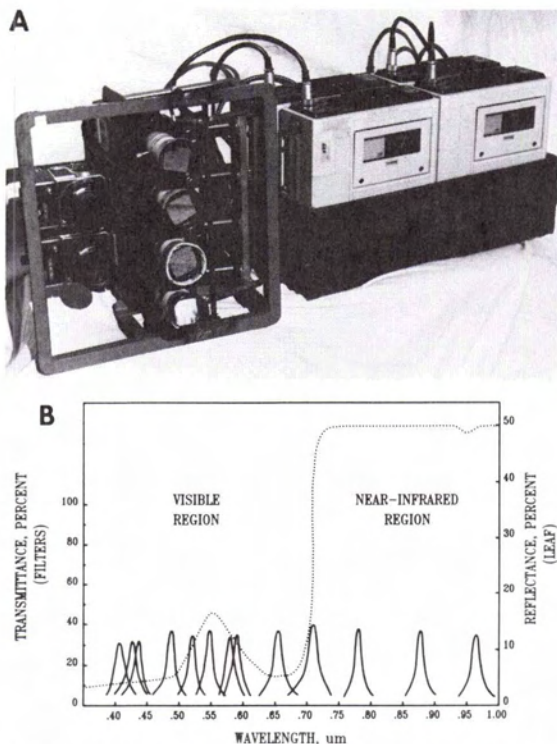 A
B
TRANSMITTANCE, PERCENT
(FILTERS)
100
80
60
40
20
VISIBLE
REGION
NEAR-INFRARED
REGION
50
40
30
20
10
0
REFLECTANCE, PERCENT
(LEAF)
.40 .45 .50 .55 .60 .65 .70 .75 .80 .85 .90 .95 1.00
WAVELENGTH, um